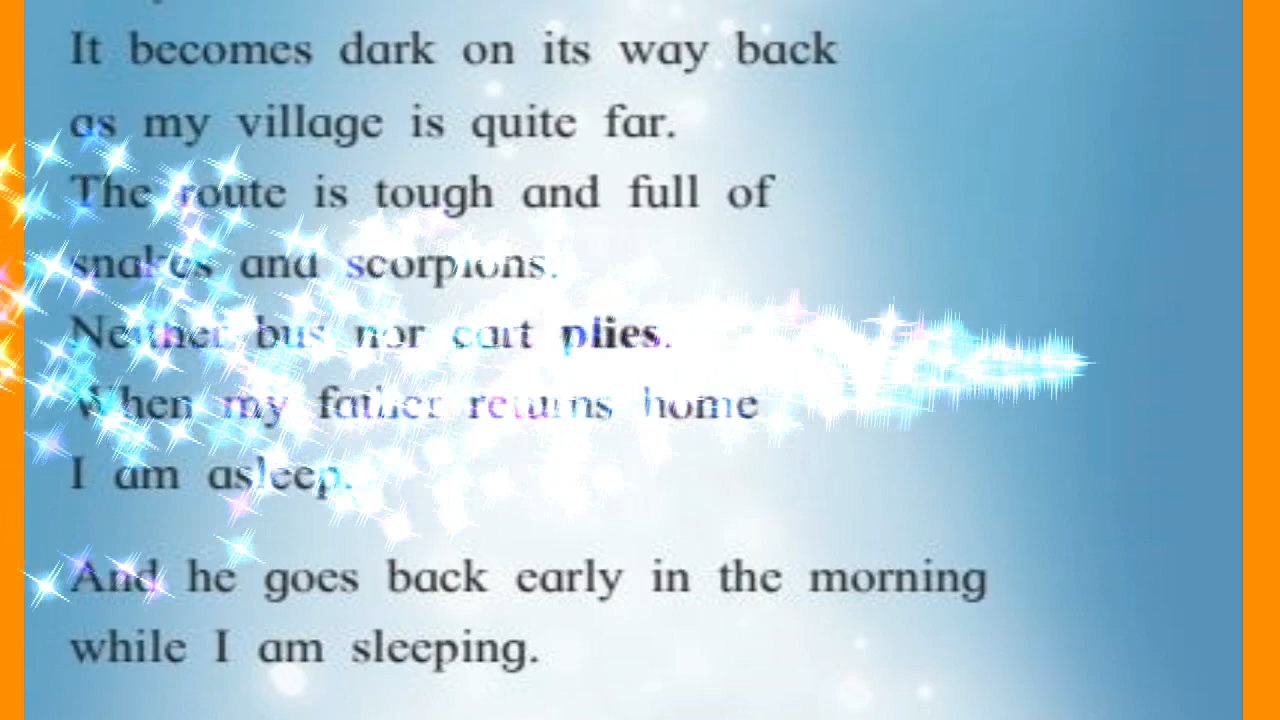 It becomes dark on its way back
as my village is quite far.
The route is tough and full of
snakes and scorpions.
Neither bus nor cart plies.
When my father returns home
I am asleep.
And he goes back early in the morning
while I am sleeping.